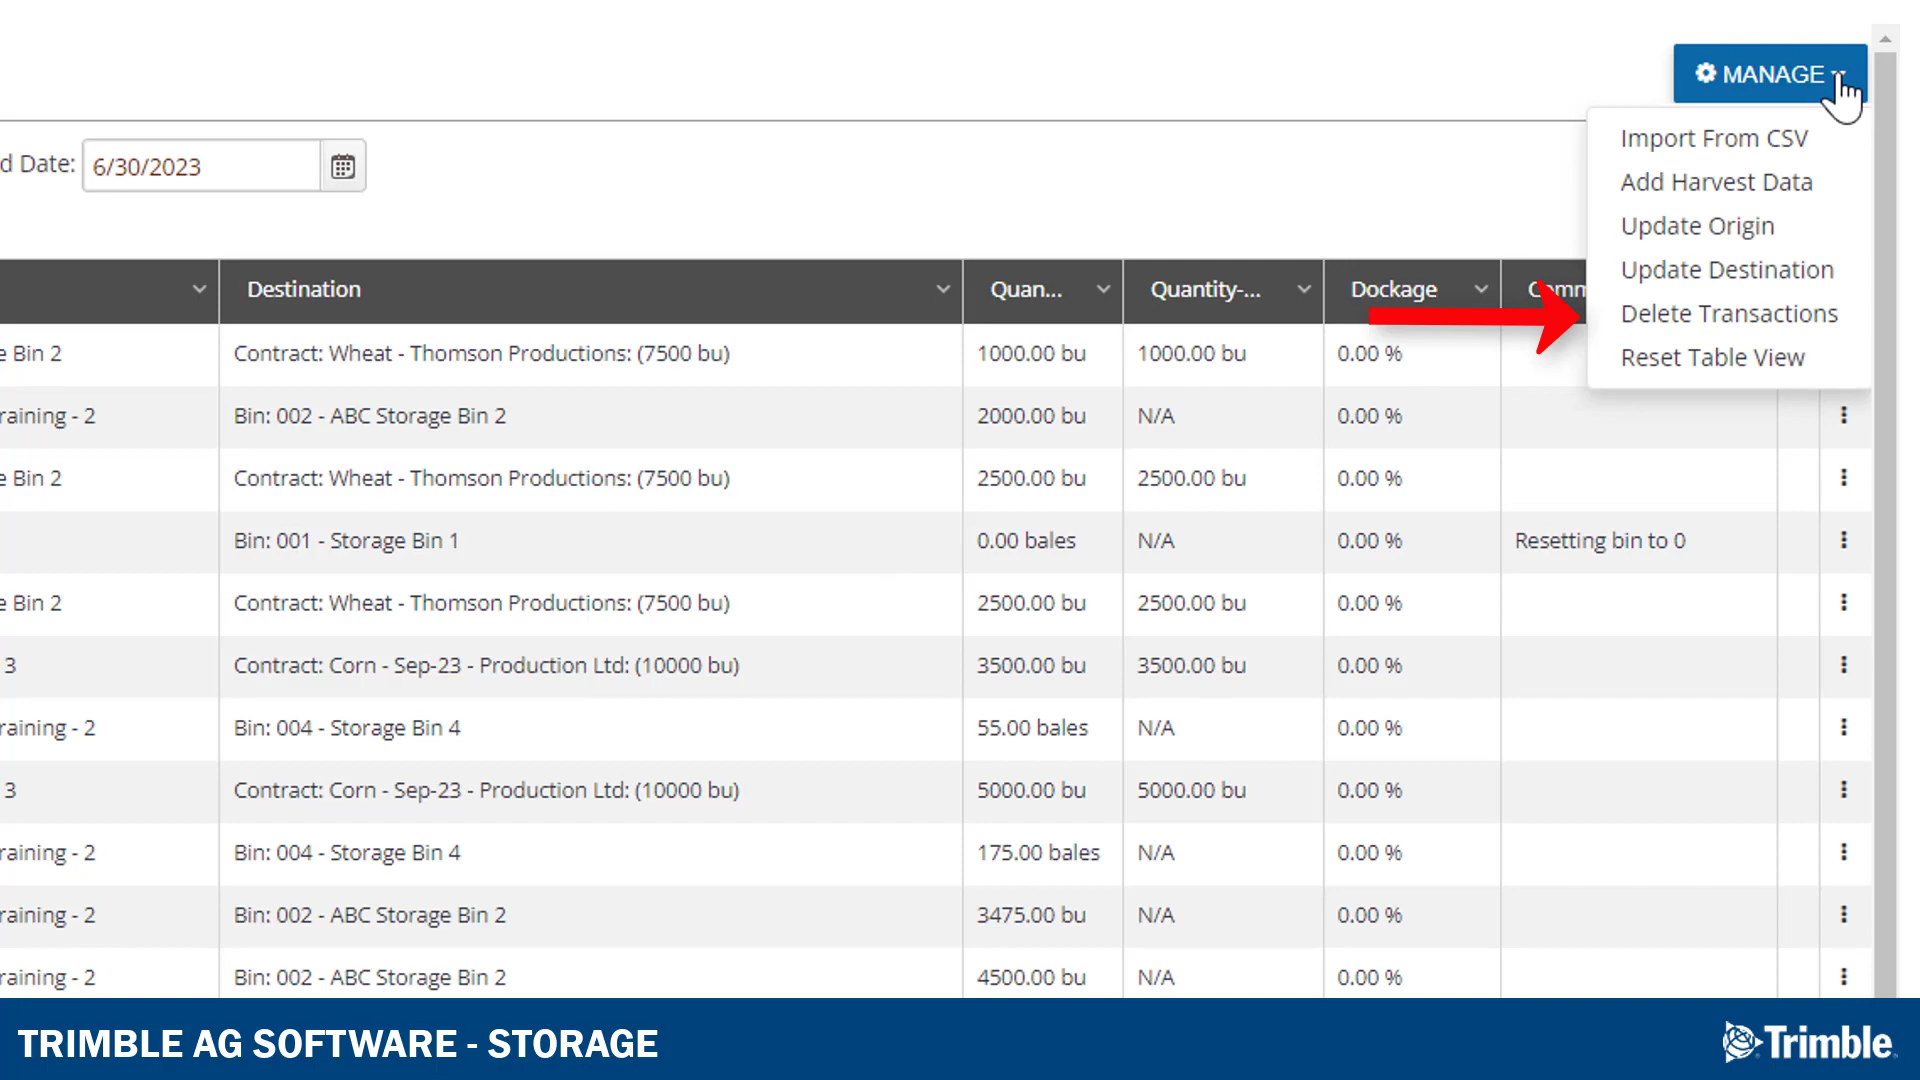 MANAGE
Import From CSV
Add Harvest Data
Update Origin
Update Destination
Delete Transactions
Reset Table View
d Date: 6/30/2023
Destination Quan... Quantity-... Dockage Comm
e Bin 2 Contract: Wheat - Thomson Productions: (7500 bu) 1000.00 bu 1000.00 bu 0.00 %
raining - 2 Bin: 002 - ABC Storage Bin 2 2000.00 bu N/A 0.00 %
e Bin 2 Contract: Wheat - Thomson Productions: (7500 bu) 2500.00 bu 2500.00 bu 0.00 %
Bin: 001 - Storage Bin 1 0.00 bales N/A 0.00 % Resetting bin to 0
e Bin 2 Contract: Wheat - Thomson Productions: (7500 bu) 2500.00 bu 2500.00 bu 0.00 %
3 Contract: Corn - Sep-23 - Production Ltd: (10000 bu) 3500.00 bu 3500.00 bu 0.00 %
raining - 2 Bin: 004 - Storage Bin 4 55.00 bales N/A 0.00 %
3 Contract: Corn - Sep-23 - Production Ltd: (10000 bu) 5000.00 bu 5000.00 bu 0.00 %
raining - 2 Bin: 004 - Storage Bin 4 175.00 bales N/A 0.00 %
raining - 2 Bin: 002 - ABC Storage Bin 2 3475.00 bu N/A 0.00 %
raining - 2 Bin: 002 - ABC Storage Bin 2 4500.00 bu N/A 0.00 %
TRIMBLE AG SOFTWARE - STORAGE
Trimble